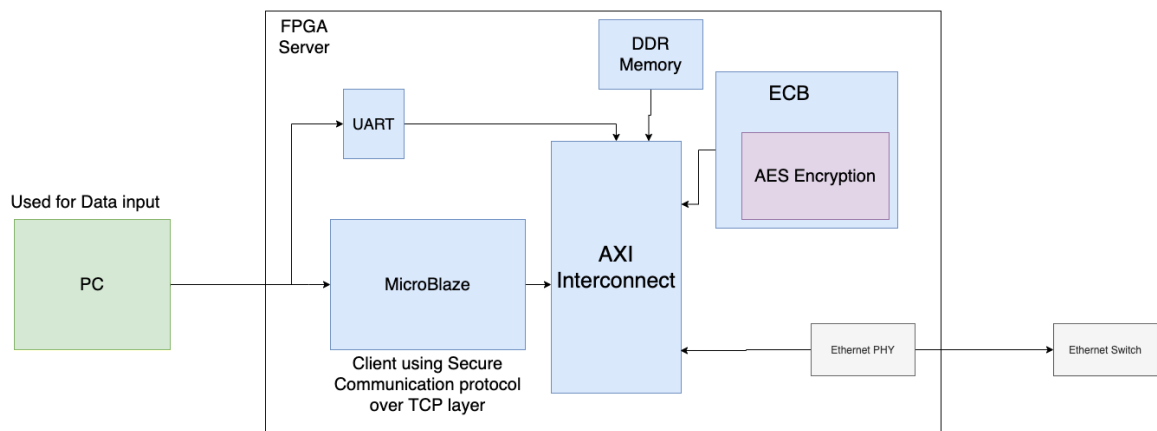 FPGA
Server
DDR
Memory
ECB
UART
AES Encryption
Used for Data input
PC
MicroBlaze
AXI
Interconnect
Client using Secure
Communication protocol
over TCP layer
Ethernet PHY
Ethernet Switch